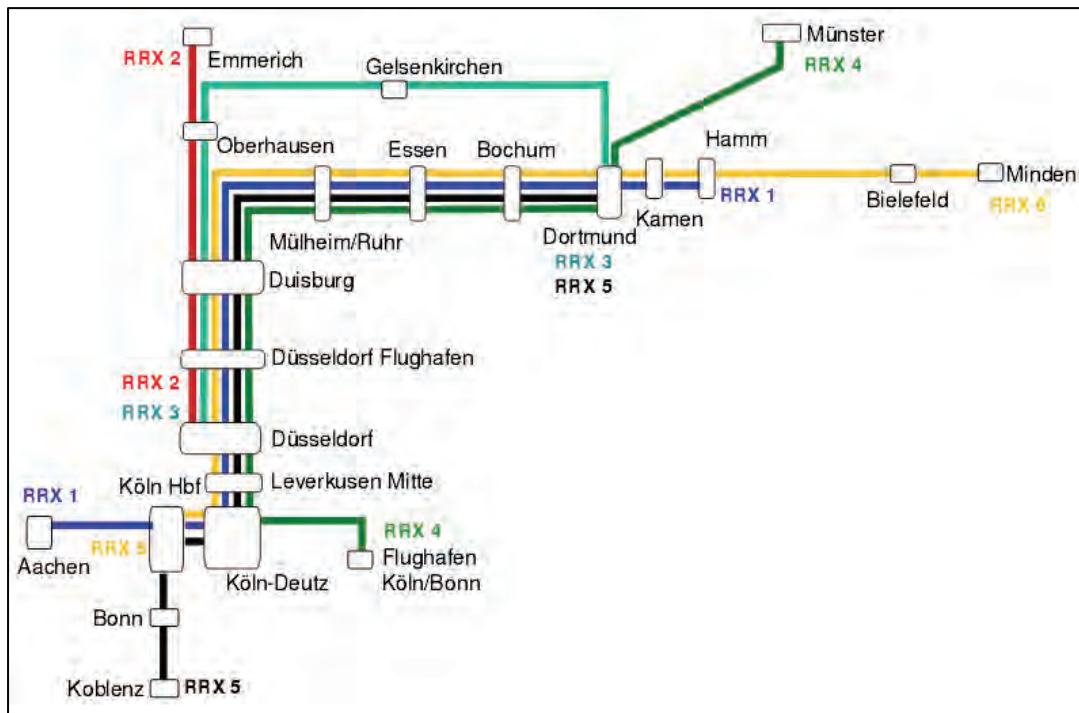 Münster
RRX 2
Emmerich
RRX 4
Gelsenkirchen
Oberhausen
Essen
Bochum
Hamm
Minden
RRX 1
Bielefeld
RRX 6
Kamen
Mülheim/Ruhr
Dortmund
RRX 3
RRX 5
Duisburg
Düsseldorf Flughafen
RRX 2
RRX 3
Düsseldorf
Köln Hbf
Leverkusen Mitte
RRX 1
RRX 4
RRX 5
Flughafen
Köln/Bonn
Aachen
Köln-Deutz
Bonn
Koblenz
RRX 5